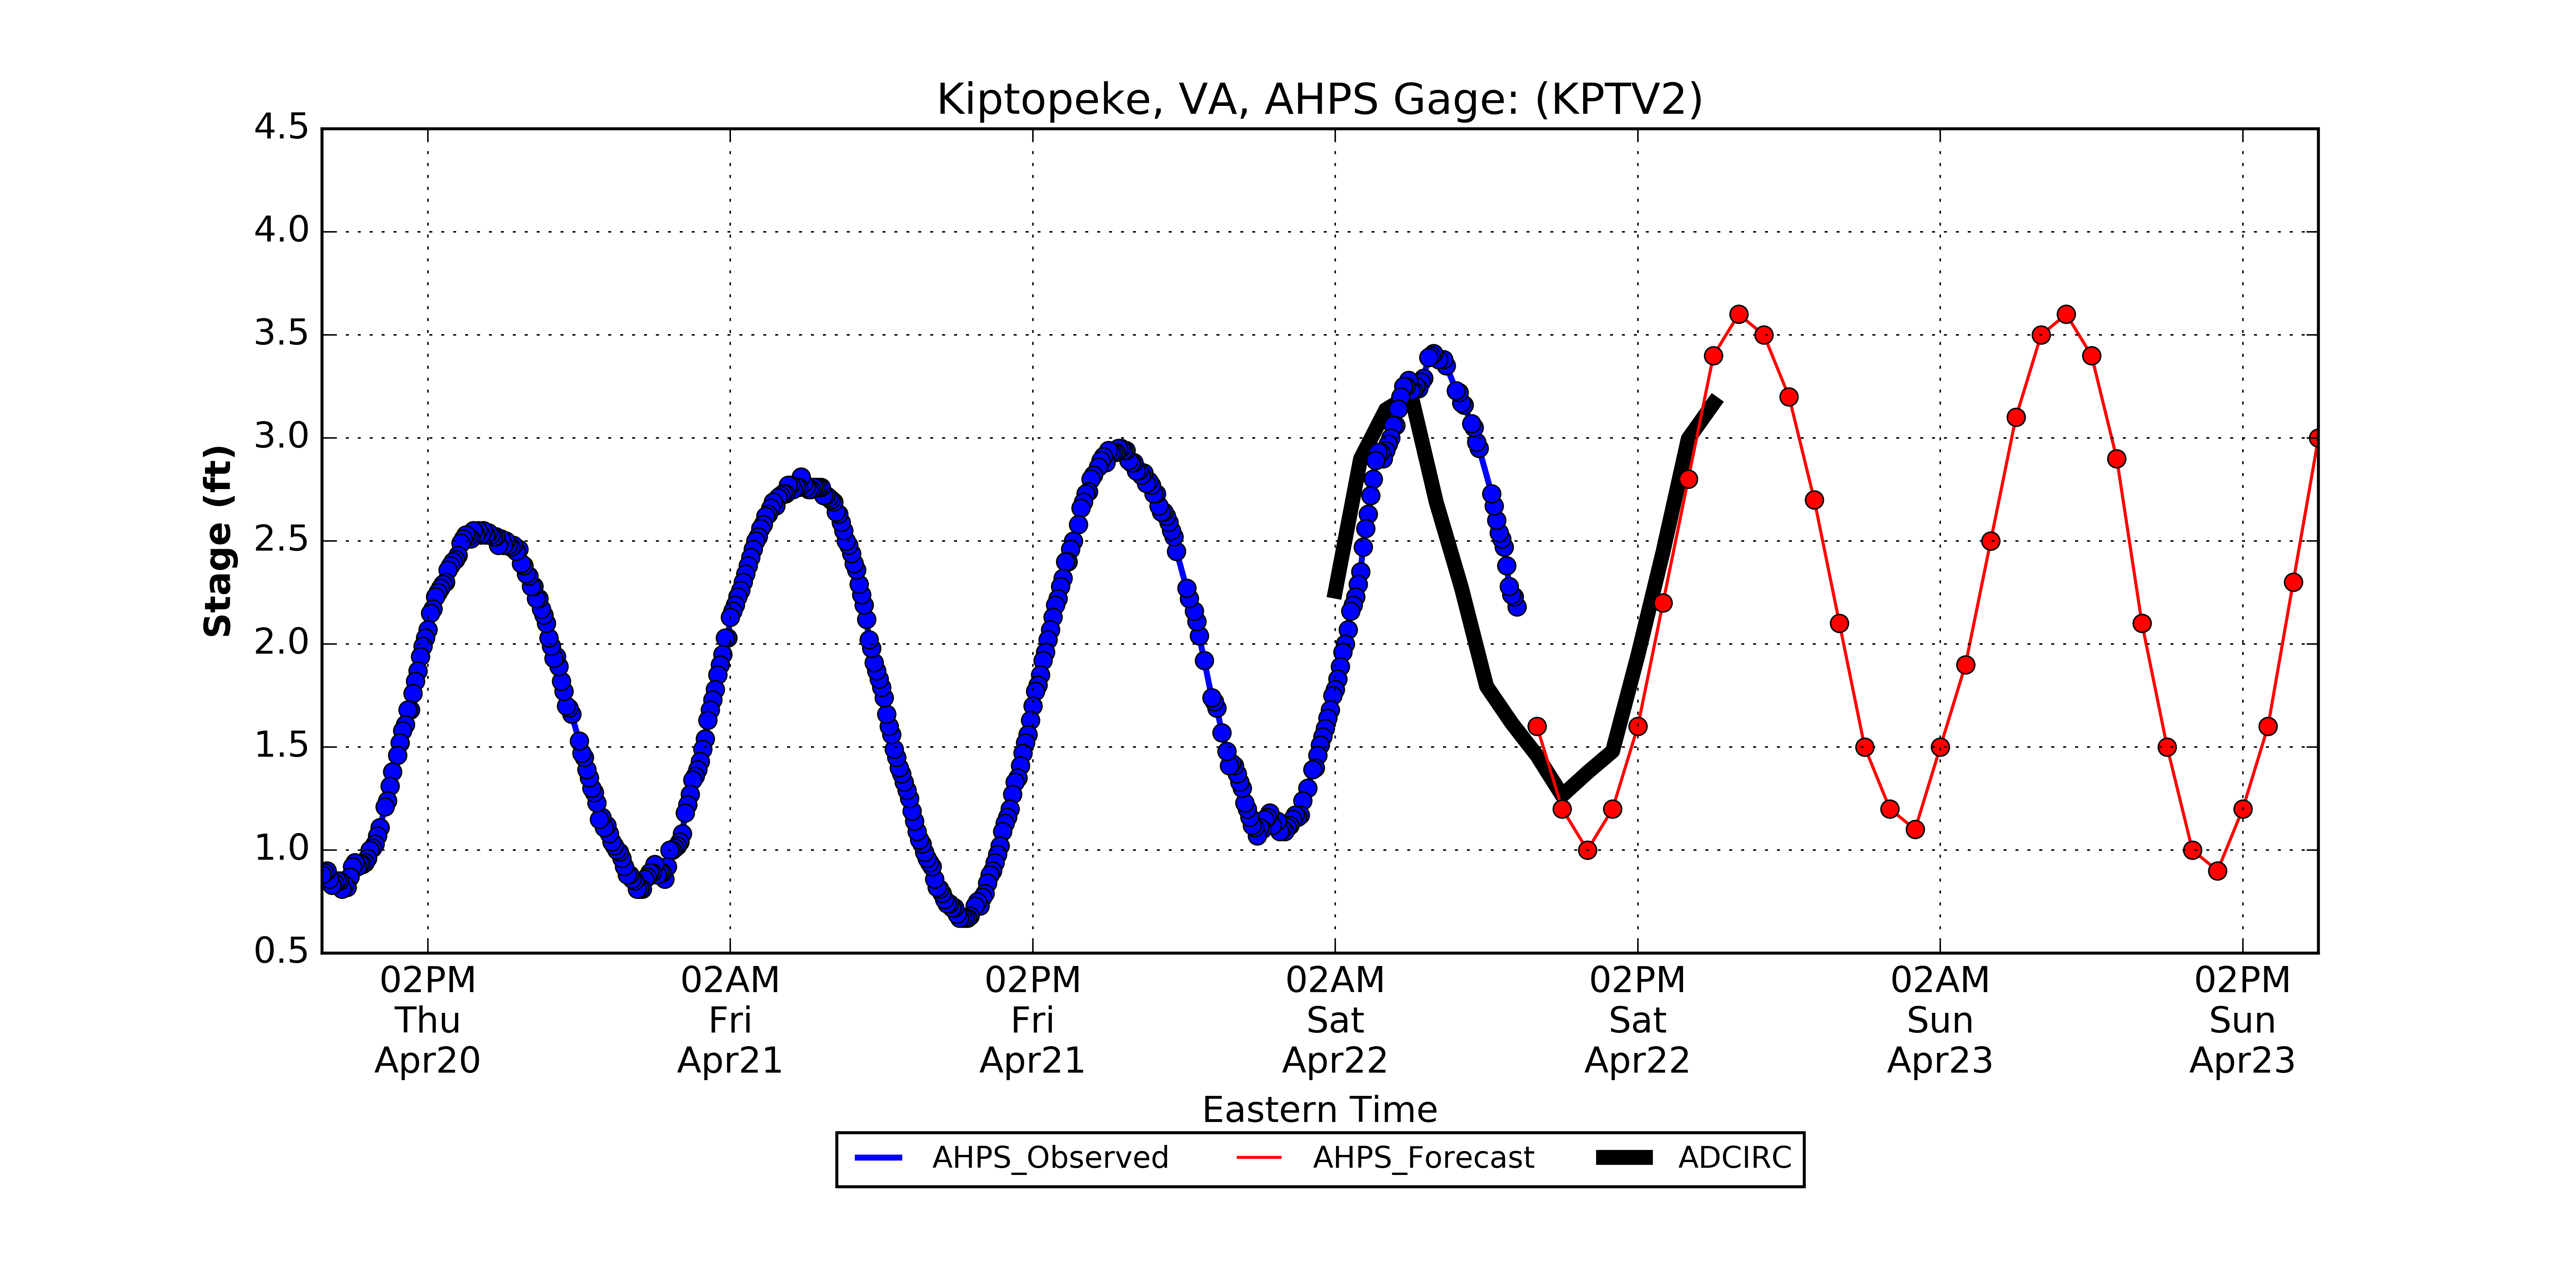 Kiptopeke, VA, AHPS Gage: (KPTV2)
4.5
4.0
3.5
3.0
2.5
2.0
1.5
1.0
0.5
Stage (ft)
02PM Thu Apr20
02AM Fri Apr21
02PM Fri Apr21
02AM Sat Apr22
02PM Sat Apr22
02AM Sun Apr23
02PM Sun Apr23
Eastern Time
AHPS_Observed AHPS_Forecast ADCIRC